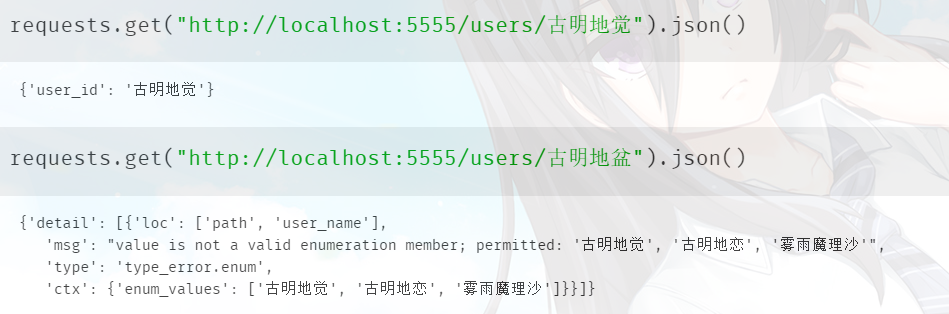 requests.get("http://localhost:5555/users/古明地觉").json()
{'user_id': '古明地觉'}
requests.get("http://localhost:5555/users/古明地盆").json()
{'detail': [{'loc': ['path', 'user_name'],
'msg': "value is not a valid enumeration member; permitted: '古明地觉', '古明地恋', '雾雨魔理沙'",
'type': 'type_error.enum',
'ctx': {'enum_values': ['古明地觉', '古明地恋', '雾雨魔理沙']}}]}